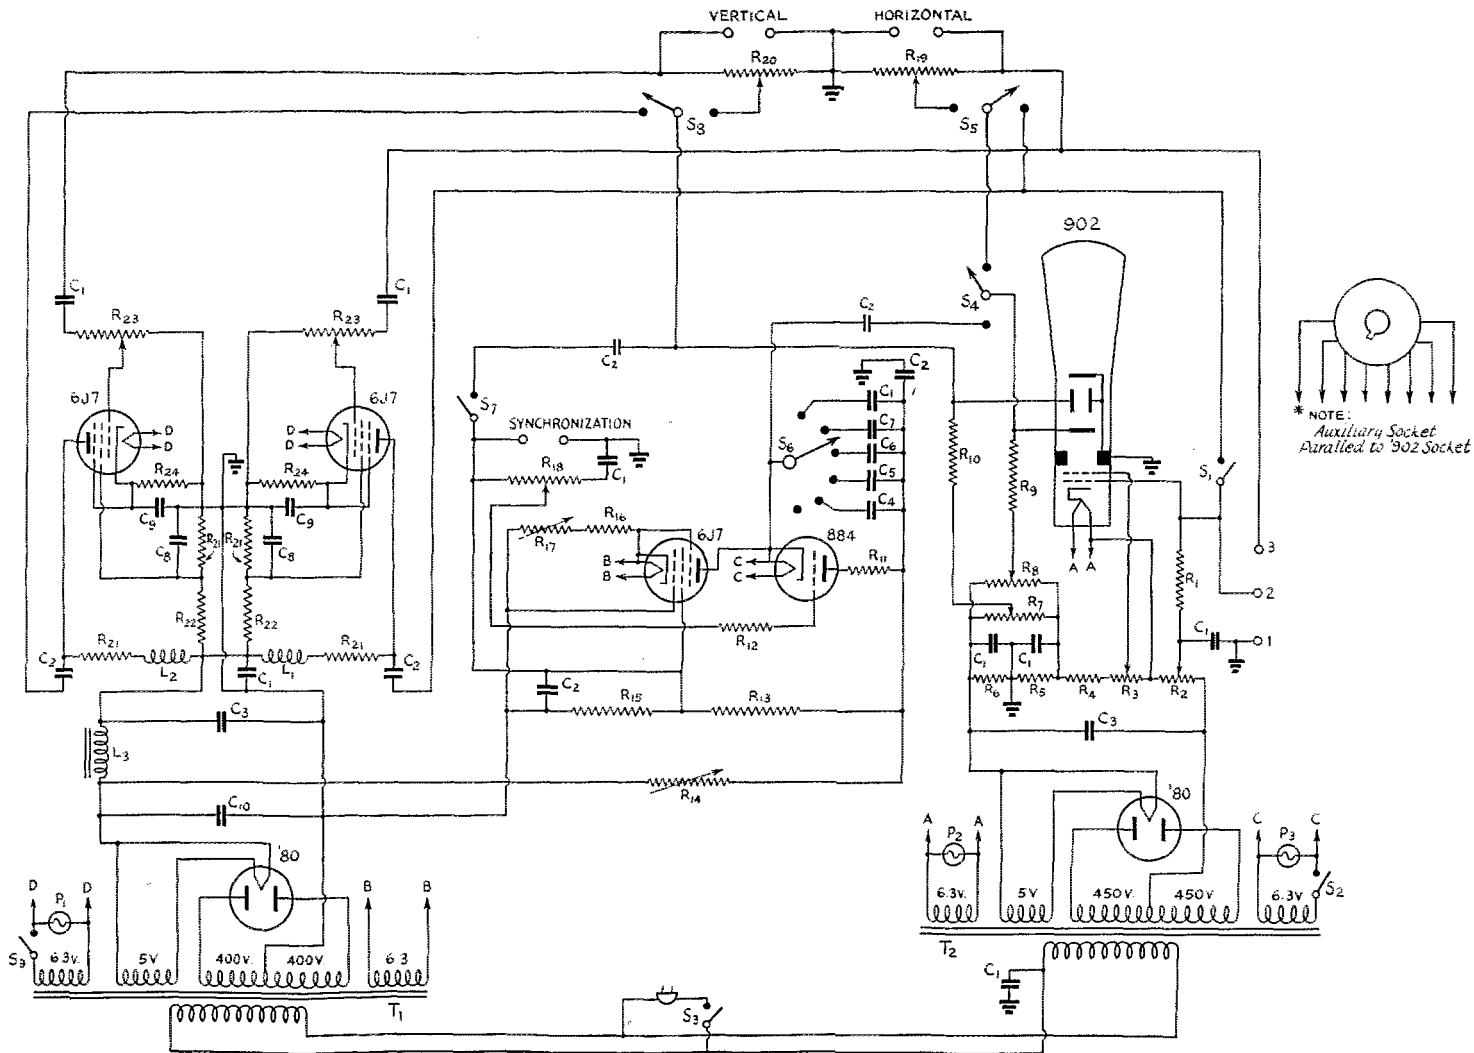 VERTICAL HORIZONTAL
R20 R19
S8 S5
902
C1 C1
R23 R23
S4
C2
C2 C2
6J7 6J7
S7
SYNCHRONIZATION
C1
C7
S6 C6
C5
C4
* NOTE:
Auxiliary Socket
Paralled to '902 Socket
D D
D D
R24 R24
R18 C1
R10
R9
S1
C9 C9
C8 C8
R21 R21
R17 R16
6J7 884
R11
B C
B C
A A
R8
R1
3
R7
2
R22 R22
R12
R21 R21
C1 C1
C1 1
C2 L2 L1 C2
C1
C2
R15 R13
R6 R5 R4 R3 R2
C3
C3
L3
R14
C10
'80
'80
A P2 A
C P3 C
D P1 D
B B
6.3v. 5V 450V. 450V. 6.3v S2
S9 6.3v. 5V 400V. 400V. 6.3
T2
T1
C1
S3